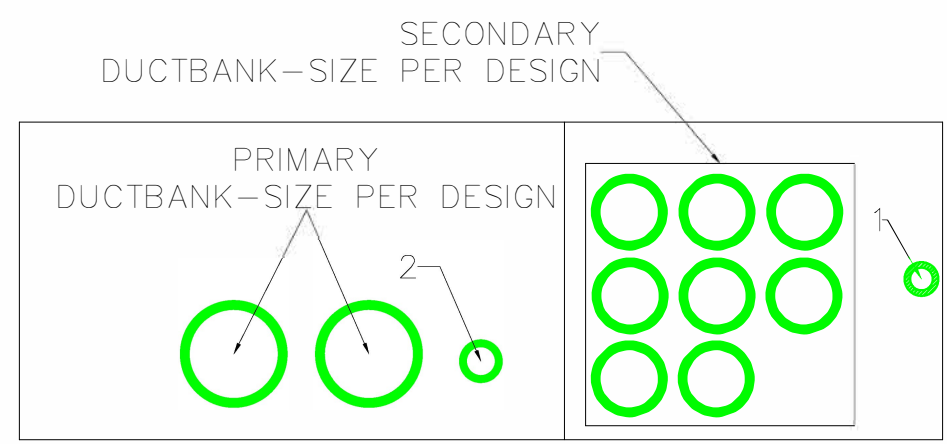 SECONDARY
DUCTBANK-SIZE PER DESIGN
PRIMARY
DUCTBANK-SIZE PER DESIGN
2
1